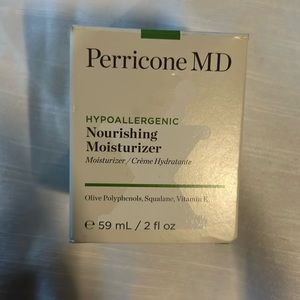 Perricone MD
HYPOALLERGENIC
Nourishing
Moisturizer
Moisturizer / Crème Hydratante
Olive Polyphenols, Squalane, Vitamin E
℮ 59 mL / 2 fl oz